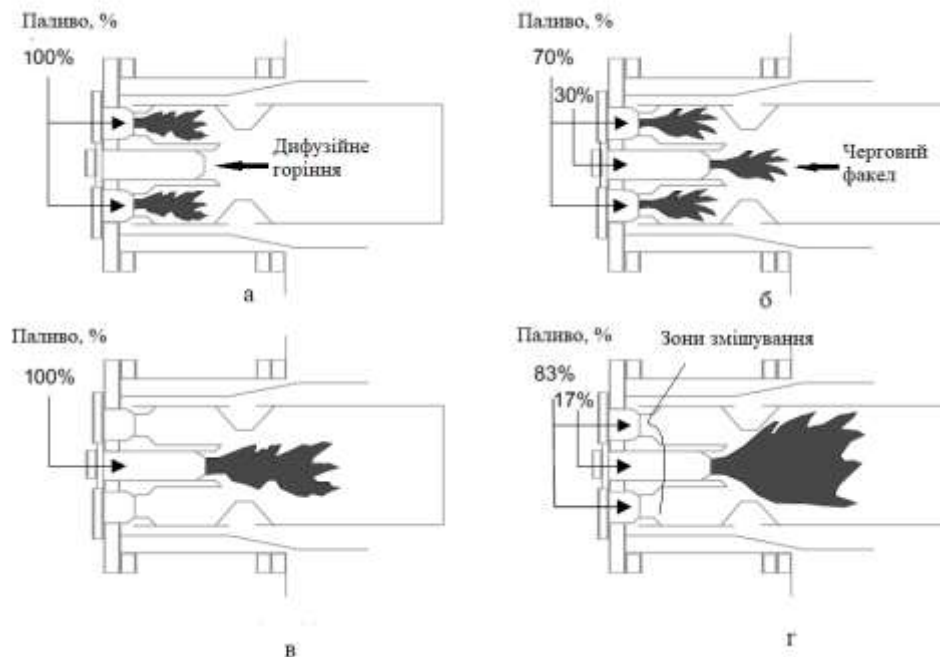 Паливо, %
100%
Дифузійне
горіння
а
Паливо, %
70%
30%
Черговий
факел
б
Паливо, %
100%
в
Паливо, %
Зони змішування
83%
17%
г